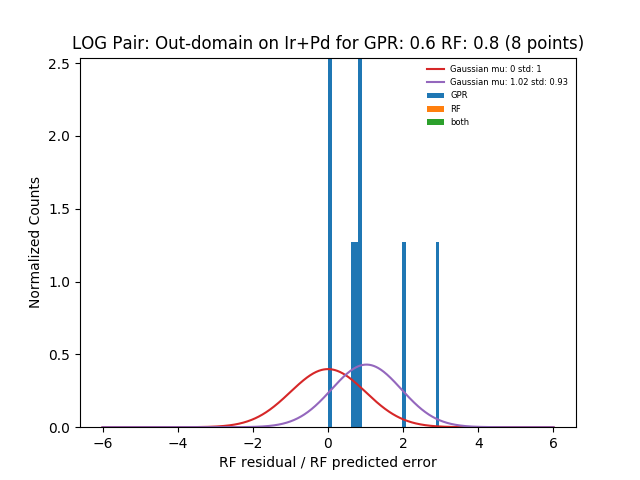 LOG Pair: Out-domain on Ir+Pd for GPR: 0.6 RF: 0.8 (8 points)
Gaussian mu: 0 std: 1
Gaussian mu: 1.02 std: 0.93
GPR
RF
both
Normalized Counts
2.5
2.0
1.5
1.0
0.5
0.0
−6 −4 −2 0 2 4 6
RF residual / RF predicted error